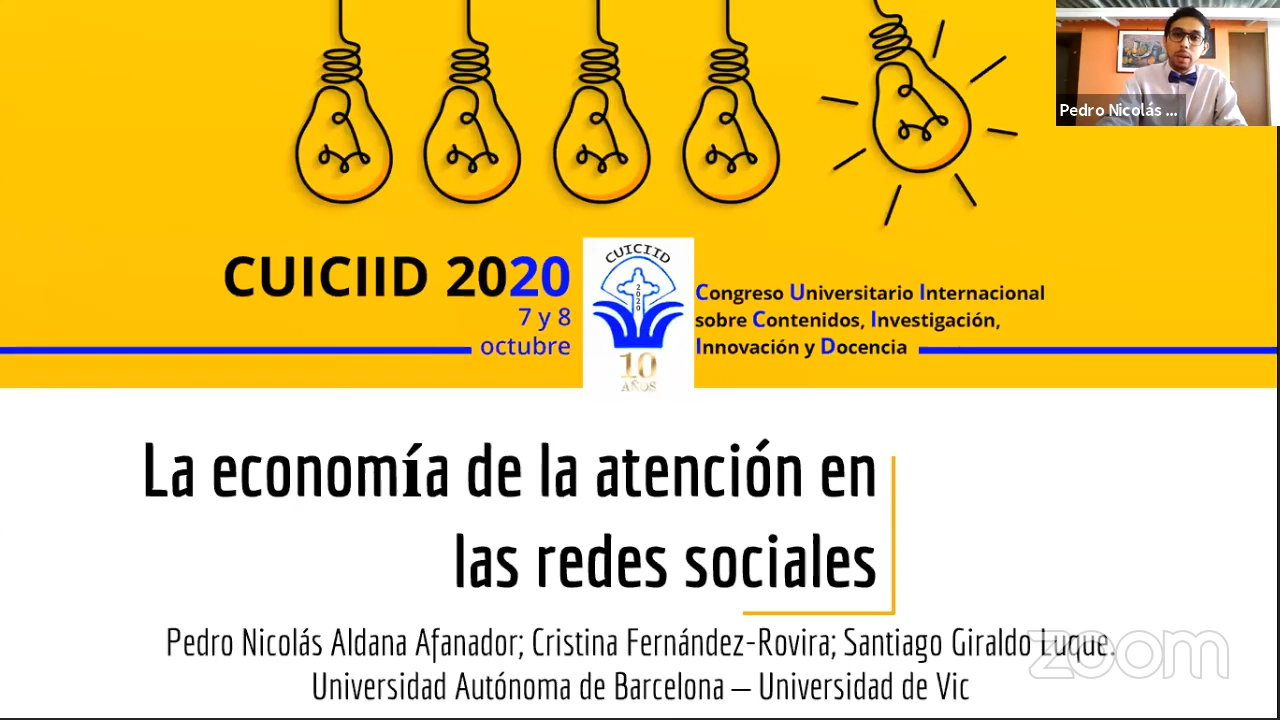 Pedro Nicolás ...
CUICIID
2020
10
AÑOS
CUICIID 2020
7 y 8
octubre
Congreso Universitario Internacional
sobre Contenidos, Investigación,
Innovación y Docencia
La economía de la atención en
las redes sociales
Pedro Nicolás Aldana Afanador; Cristina Fernández-Rovira; Santiago Giraldo Luque.
Universidad Autónoma de Barcelona – Universidad de Vic
zoom